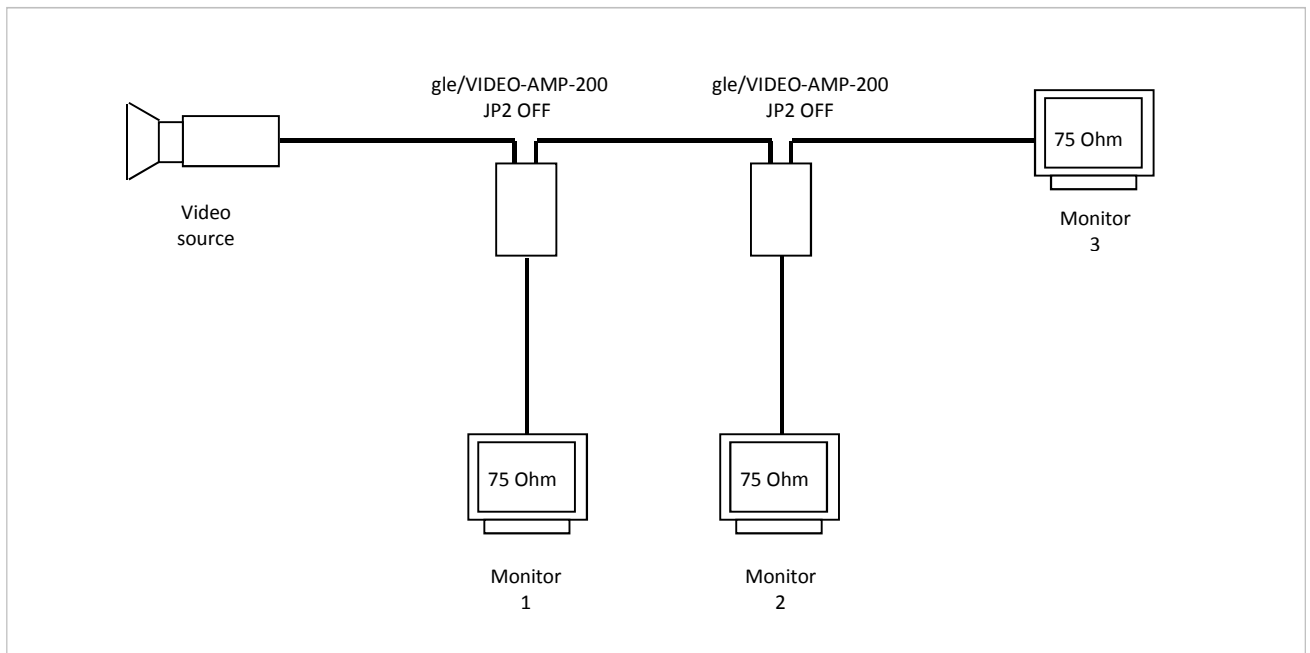 gle/VIDEO-AMP-200
JP2 OFF
gle/VIDEO-AMP-200
JP2 OFF
75 Ohm
Video
source
Monitor
3
75 Ohm
75 Ohm
Monitor
1
Monitor
2